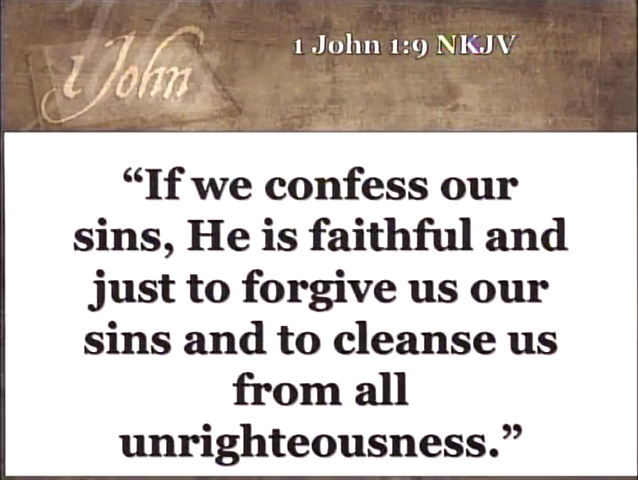 1 John
1 John 1:9 NKJV
“If we confess our
sins, He is faithful and
just to forgive us our
sins and to cleanse us
from all
unrighteousness.”